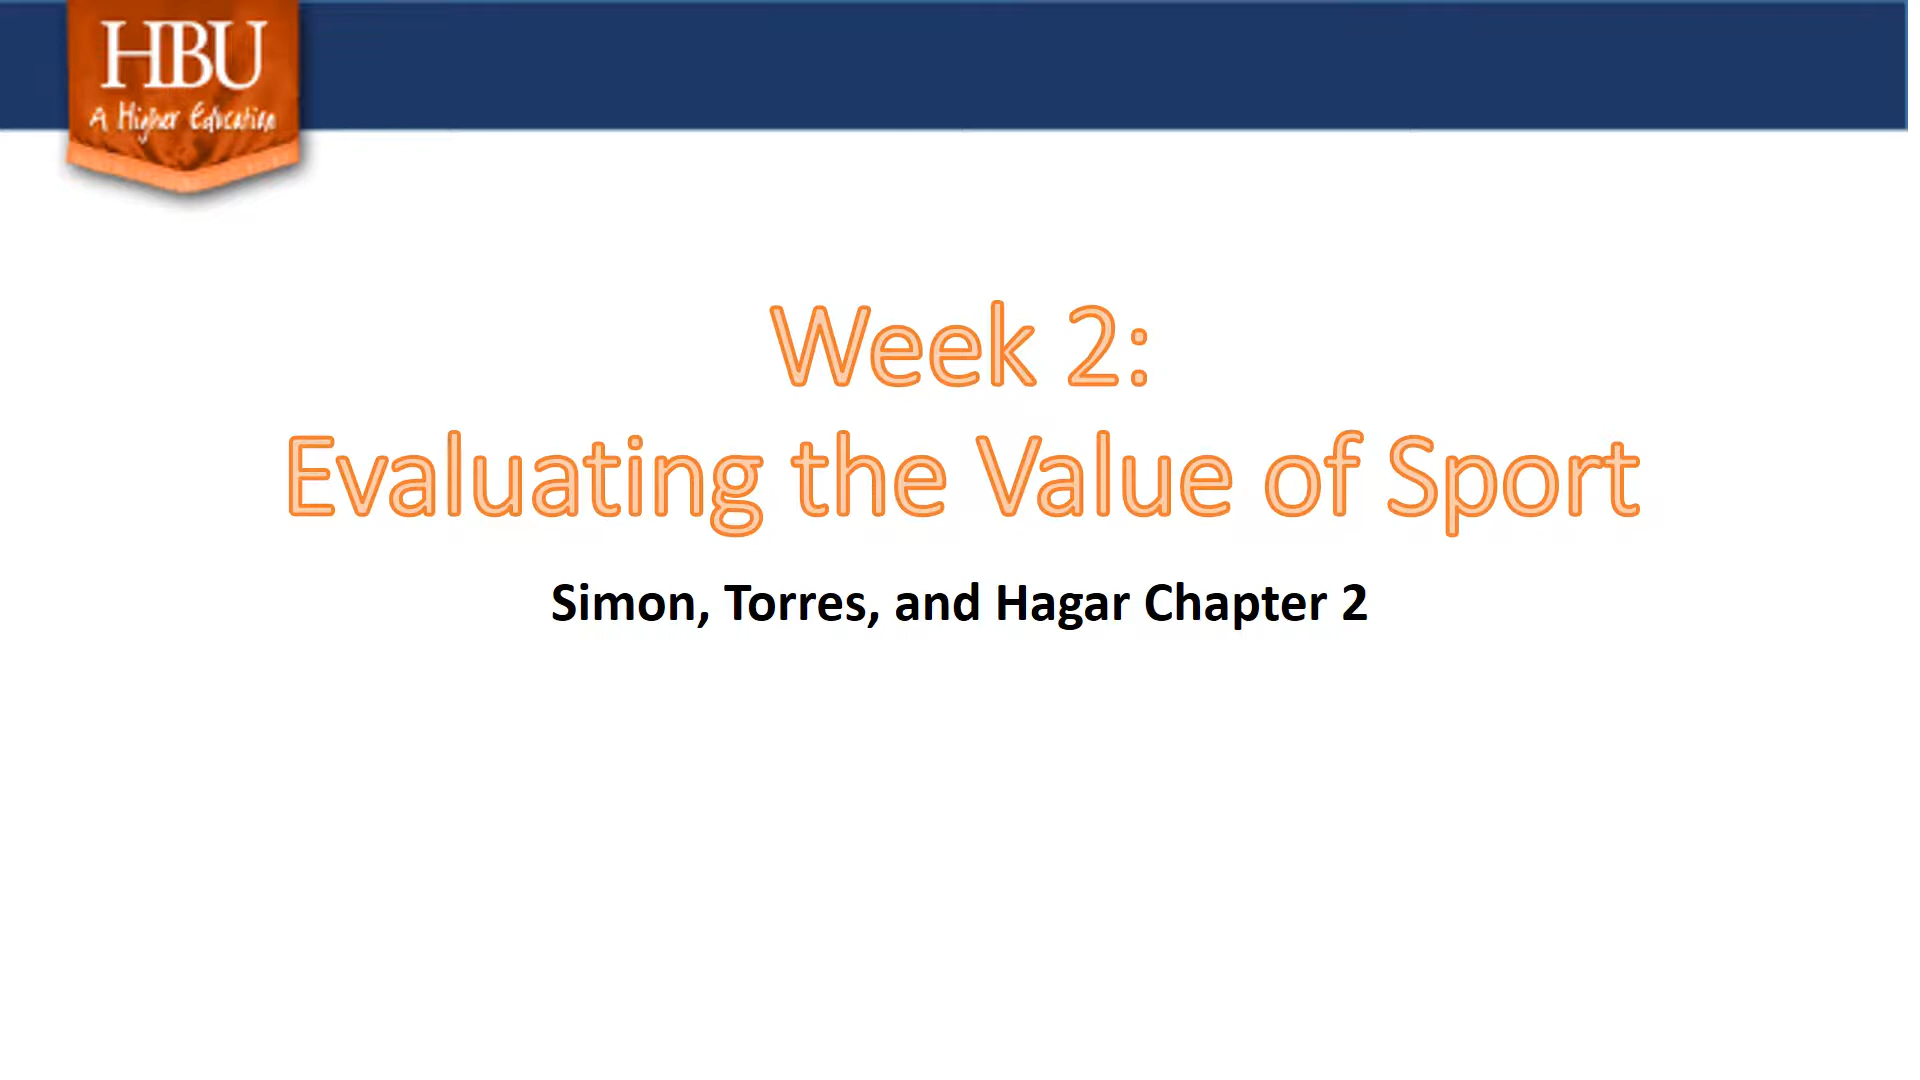 HBU
A Higher Education
Week 2:
Evaluating the Value of Sport
Simon, Torres, and Hagar Chapter 2